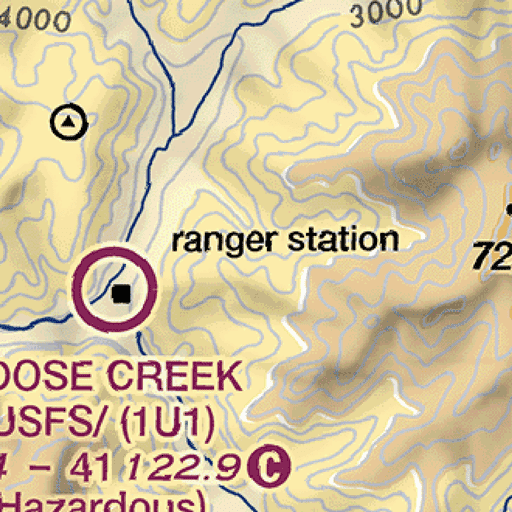 4000
3000
ranger station
72
OOSE CREEK
USFS/ (1U1)
4 – 41 122.9 C
(Hazardous)